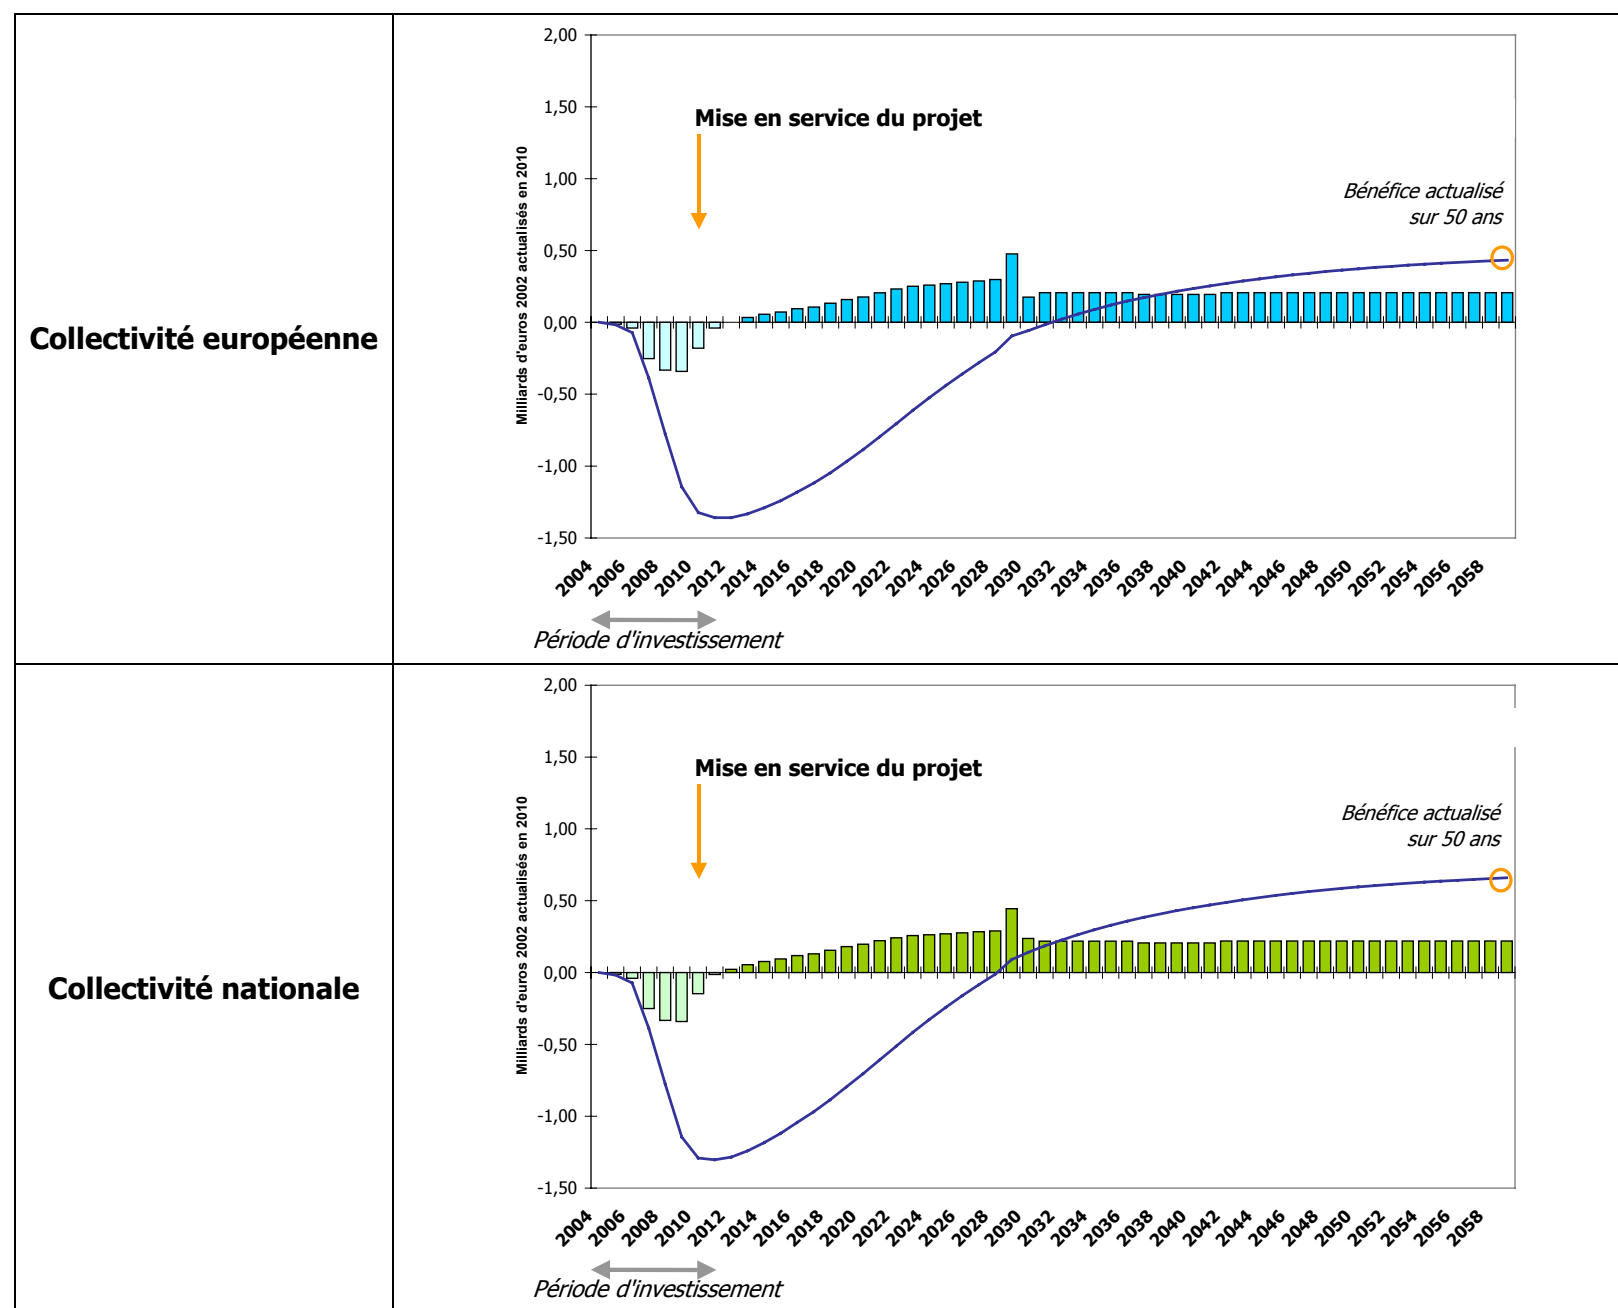 Collectivité européenne
Milliards d'euros 2002 actualisés en 2010
2,00
1,50
1,00
0,50
0,00
-0,50
-1,00
-1,50
Mise en service du projet
Bénéfice actualisé
sur 50 ans
2004 2006 2008 2010 2012 2014 2016 2018 2020 2022 2024 2026 2028 2030 2032 2034 2036 2038 2040 2042 2044 2046 2048 2050 2052 2054 2056 2058
Période d'investissement
Collectivité nationale
Milliards d'euros 2002 actualisés en 2010
2,00
1,50
1,00
0,50
0,00
-0,50
-1,00
-1,50
Mise en service du projet
Bénéfice actualisé
sur 50 ans
2004 2006 2008 2010 2012 2014 2016 2018 2020 2022 2024 2026 2028 2030 2032 2034 2036 2038 2040 2042 2044 2046 2048 2050 2052 2054 2056 2058
Période d'investissement